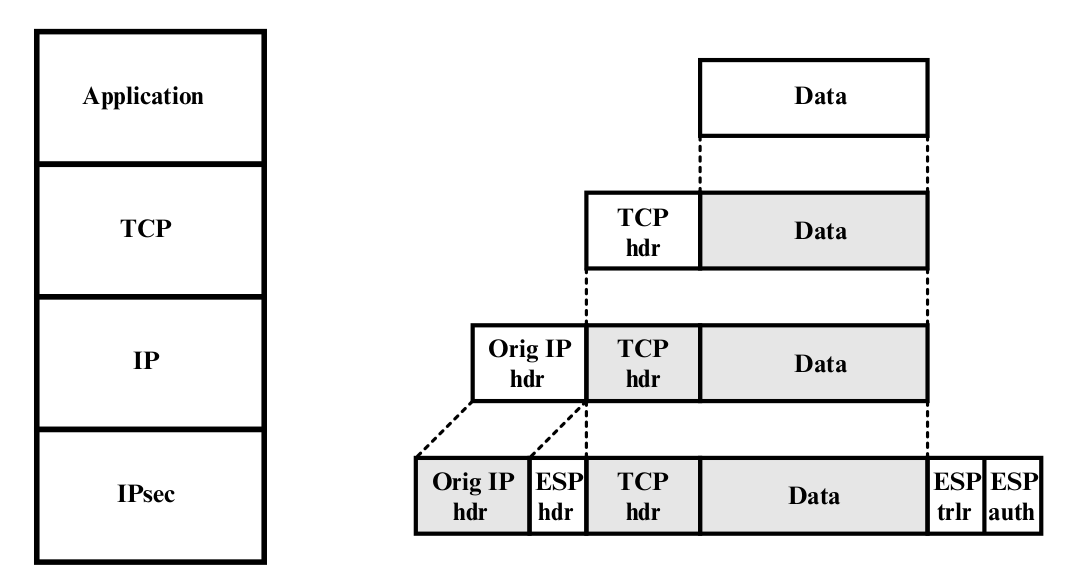 Application
Data
TCP
TCP
hdr
Data
IP
Orig IP
hdr
TCP
hdr
Data
IPsec
Orig IP
hdr
ESP
hdr
TCP
hdr
Data
ESP
trlr
ESP
auth